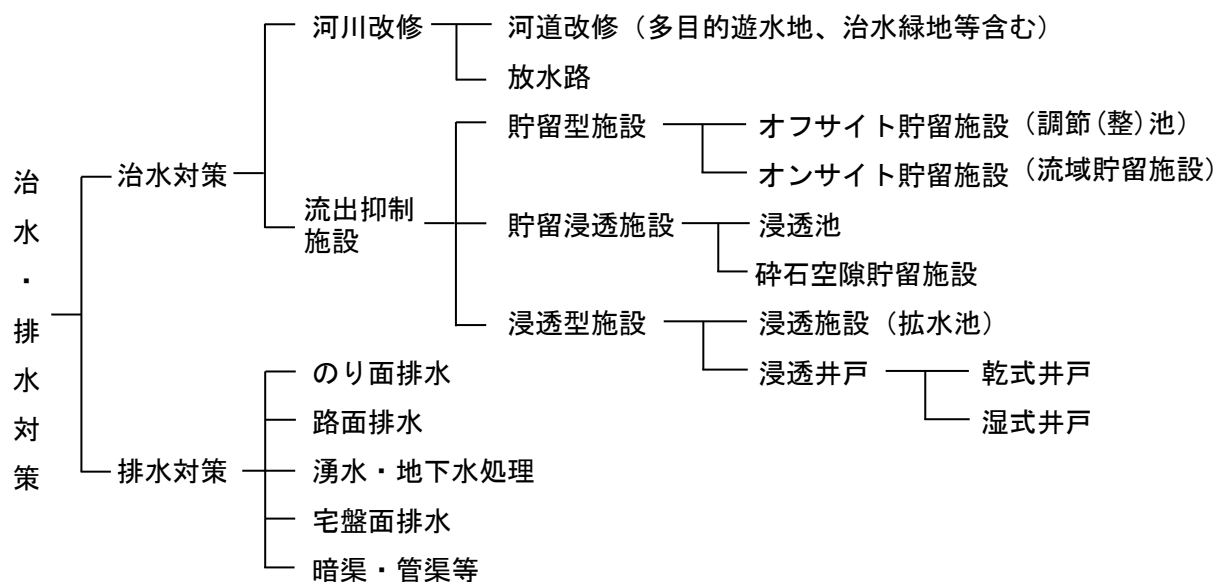 治水・排水対策
治水対策
河川改修
河道改修（多目的遊水地、治水緑地等含む）
放水路
流出抑制
施設
貯留型施設
オフサイト貯留施設（調節(整)池）
オンサイト貯留施設（流域貯留施設）
貯留浸透施設
浸透池
砕石空隙貯留施設
浸透型施設
浸透施設（拡水池）
浸透井戸
乾式井戸
湿式井戸
排水対策
のり面排水
路面排水
湧水・地下水処理
宅盤面排水
暗渠・管渠等